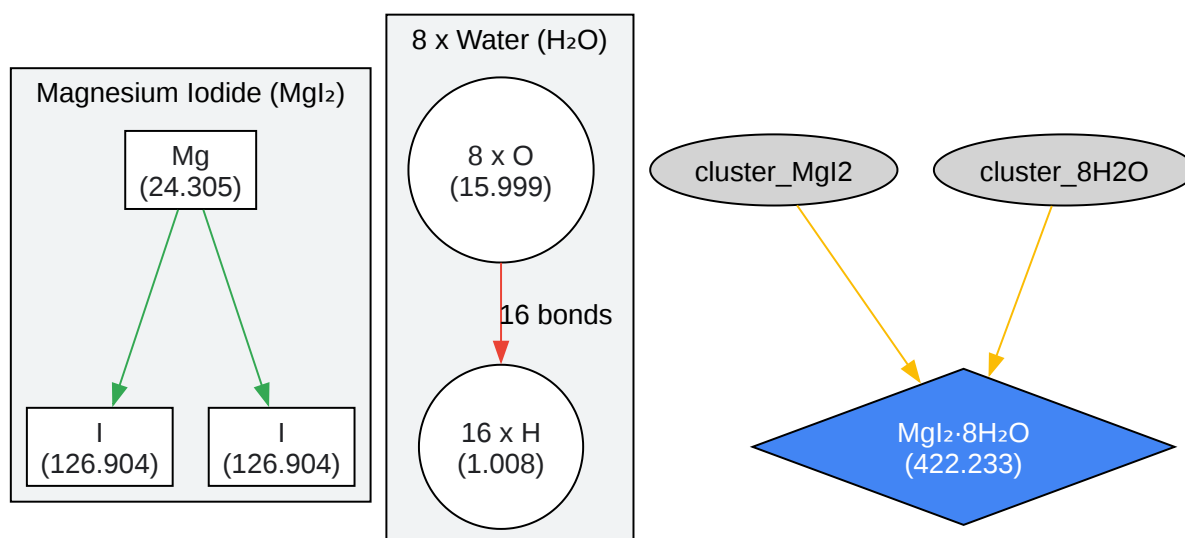 Magnesium Iodide (MgI₂)
Mg
(24.305)
I
(126.904)
I
(126.904)
8 x Water (H₂O)
8 x O
(15.999)
16 bonds
16 x H
(1.008)
cluster_MgI2
cluster_8H2O
MgI₂·8H₂O
(422.233)